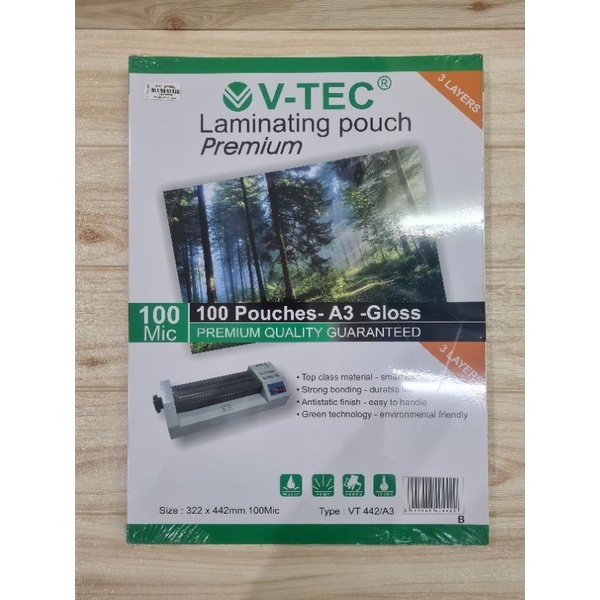 3 LAYERS
V-TEC®
Laminating pouch
Premium
100 Mic
100 Pouches- A3 -Gloss
PREMIUM QUALITY GUARANTEED
3 LAYERS
• Top class material -
• Strong bonding - durable
• Antistatic finish - easy to handle
• Green technology - environmental friendly
Size : 322 x 442mm.100Mic
Type : VT 442/A3
B